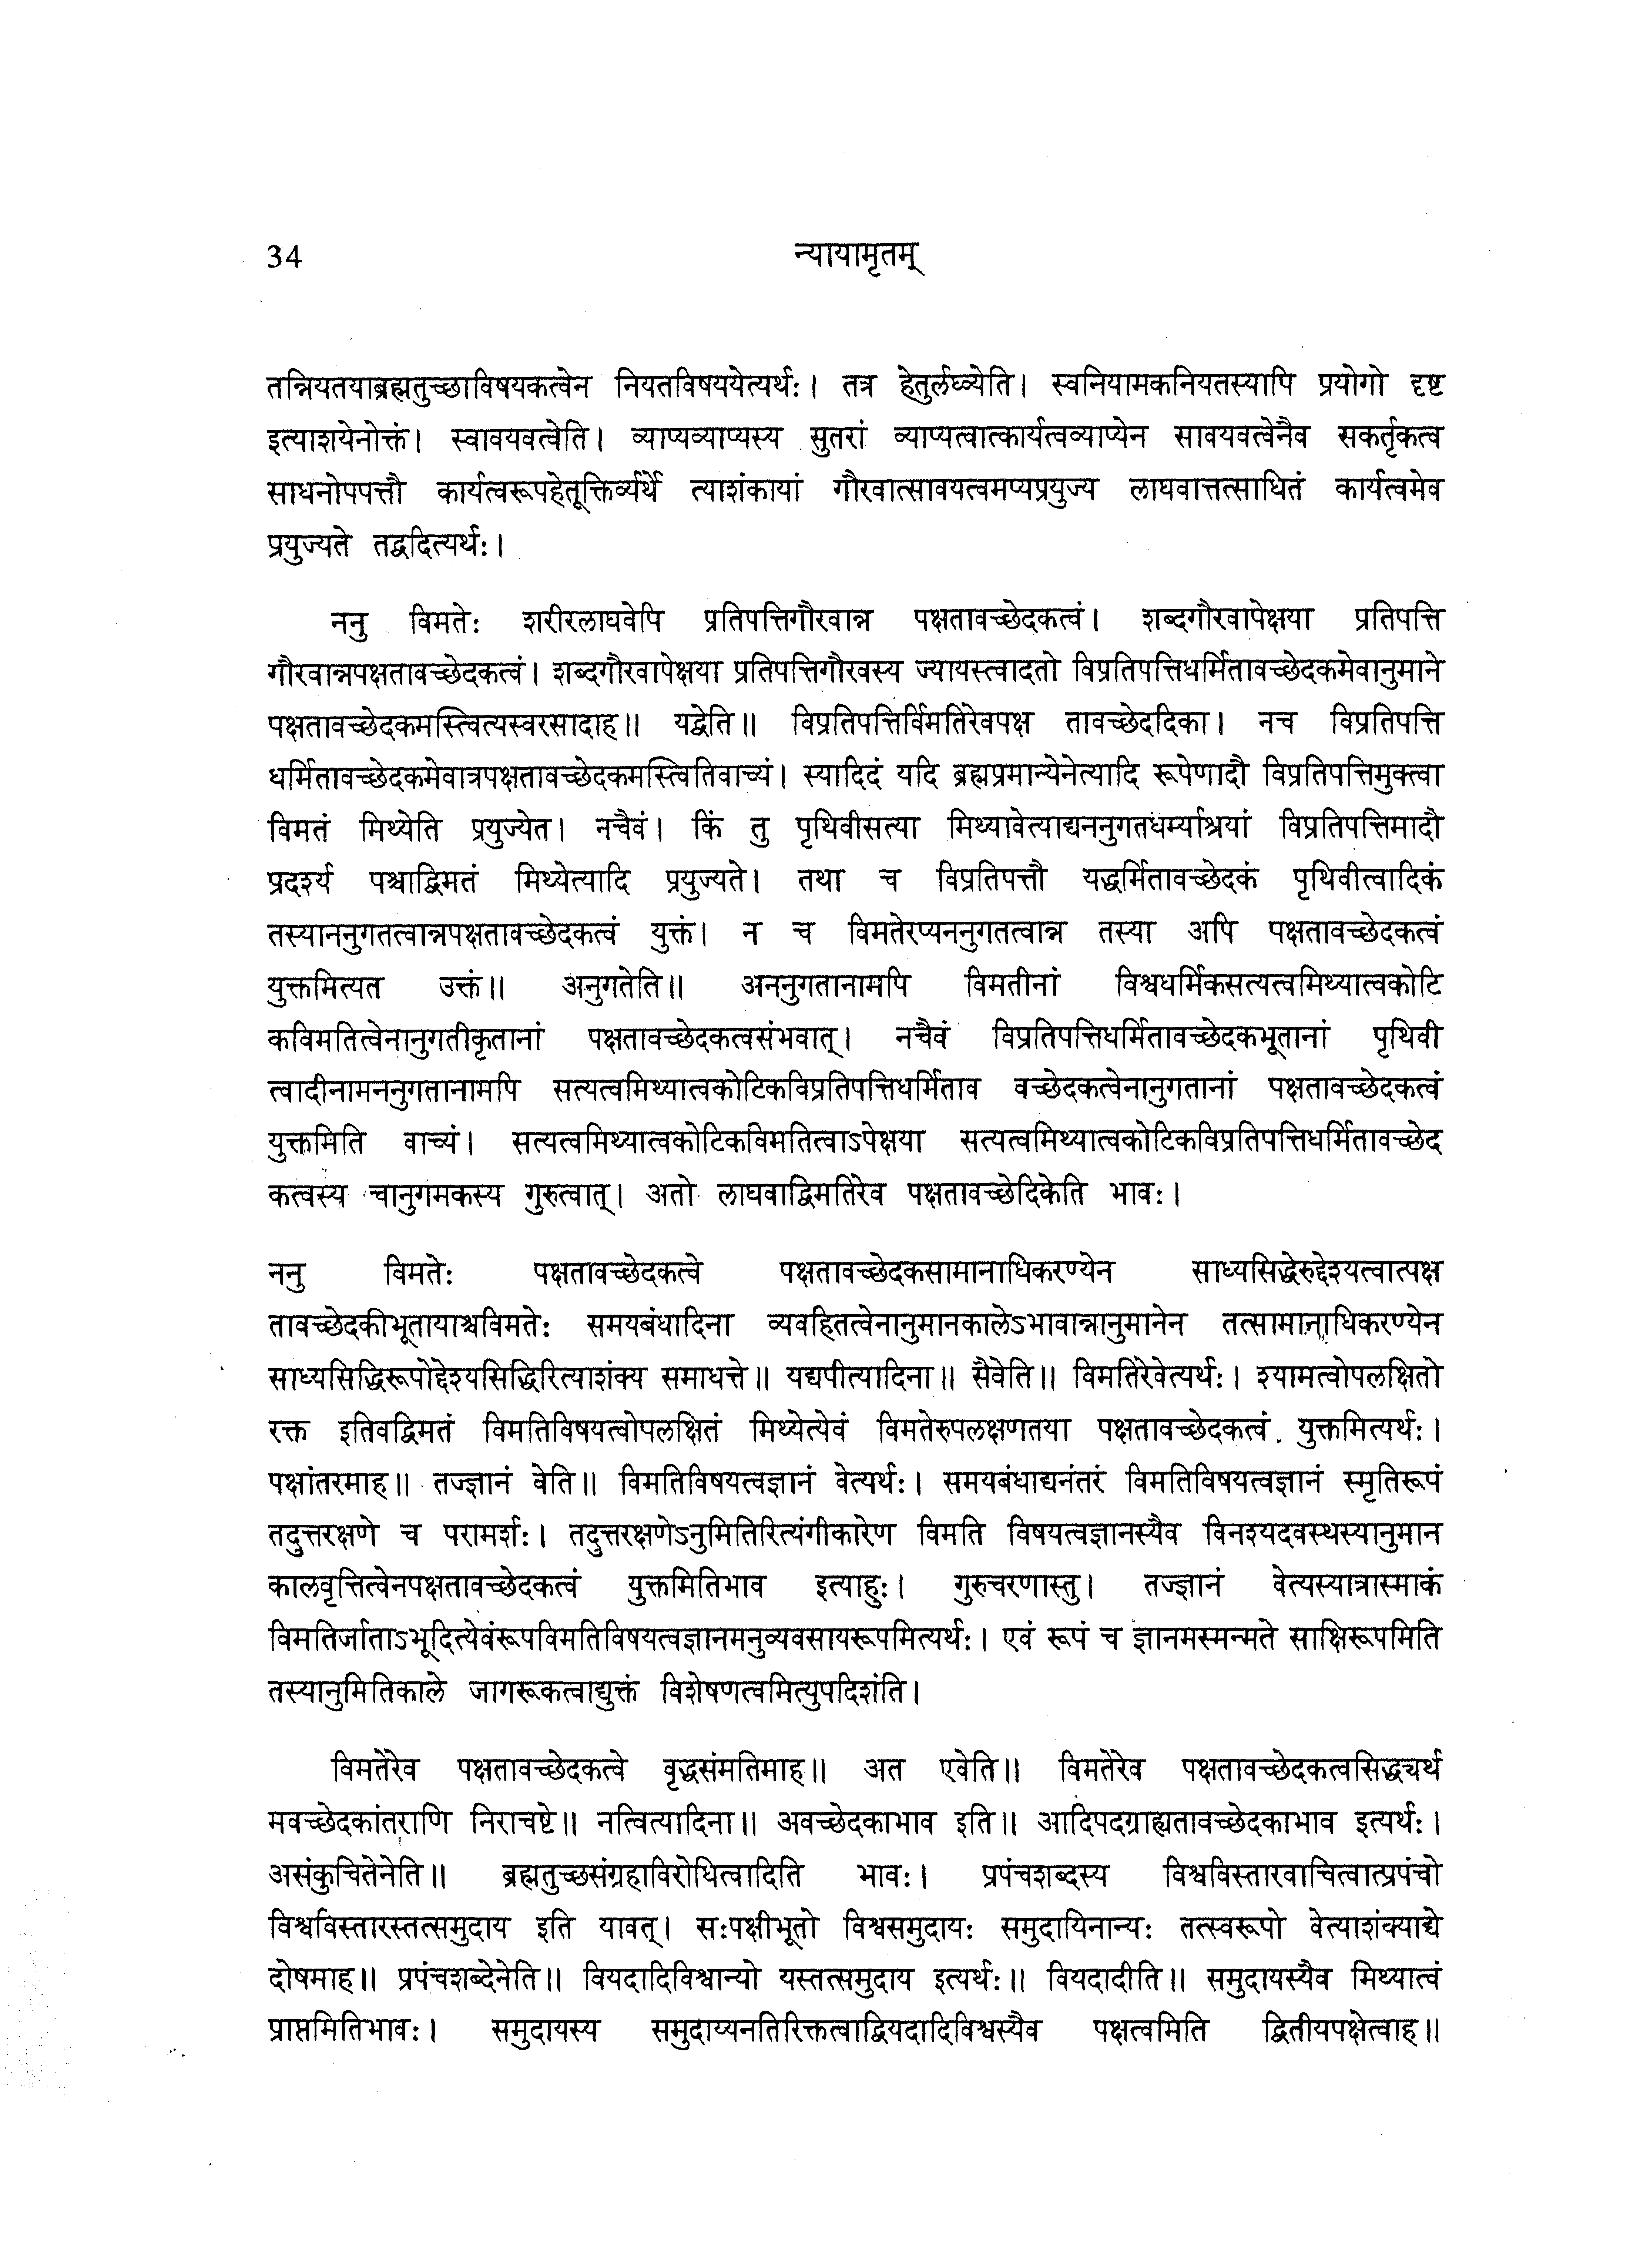 34 न्यायामृतम्
तन्नियतयाब्रह्मतुच्छाविषयकत्वेन नियतविषययेत्यर्थः। तत्र हेतुर्लघ्व्येति। स्वनियामकनियतस्यापि प्रयोगो दृष्ट
इत्याशयेनोक्तं। स्वावयवत्वेति। व्याप्यव्याप्यस्य सुतरां व्याप्यत्वात्कार्यत्वव्याप्येन सावयवत्वेनैव सकर्तृकत्व
साधनोपपत्तौ कार्यत्वरूपहेतूक्तिर्व्यर्थे त्याशंकायां गौरवात्सावयत्वमप्यप्रयुज्य लाघवात्तत्साधितं कार्यत्वमेव
प्रयुज्यते तद्वदित्यर्थः।
ननु विमतेः शरीरलाघवेपि प्रतिपत्तिगौरवान्न पक्षतावच्छेदकत्वं। शब्दगौरवापेक्षया प्रतिपत्ति
गौरवान्नपक्षतावच्छेदकत्वं। शब्दगौरवापेक्षया प्रतिपत्तिगौरवस्य ज्यायस्त्वादतो विप्रतिपत्तिधर्मितावच्छेदकमेवानुमाने
पक्षतावच्छेदकमस्त्वित्यस्वरसादाह॥ यद्वेति॥ विप्रतिपत्तिर्विमतिरेवपक्ष तावच्छेददिका। नच विप्रतिपत्ति
धर्मितावच्छेदकमेवात्रपक्षतावच्छेदकमस्त्वितिवाच्यं। स्यादिदं यदि ब्रह्मप्रमान्येनेत्यादि रूपेणादौ विप्रतिपत्तिमुक्त्वा
विमतं मिथ्येति प्रयुज्येत। नचैवं। किं तु पृथिवीसत्या मिथ्यावेत्याद्यननुगतधर्म्याश्रयां विप्रतिपत्तिमादौ
प्रदर्श्य पश्चाद्विमतं मिथ्येत्यादि प्रयुज्यते। तथा च विप्रतिपत्तौ यद्धर्मितावच्छेदकं पृथिवीत्वादिकं
तस्याननुगतत्वान्नपक्षतावच्छेदकत्वं युक्तं। न च विमतेरप्यननुगतत्वान्न तस्या अपि पक्षतावच्छेदकत्वं
युक्तमित्यत उक्तं॥ अनुगतेति॥ अननुगतानामपि विमतीनां विश्वधर्मिकसत्यत्वमिथ्यात्वकोटि
कविमतित्वेनानुगतीकृतानां पक्षतावच्छेदकत्वसंभवात्। नचैवं विप्रतिपत्तिधर्मितावच्छेदकभूतानां पृथिवी
त्वादीनामननुगतानामपि सत्यत्वमिथ्यात्वकोटिकविप्रतिपत्तिधर्मिताव वच्छेदकत्वेनानुगतानां पक्षतावच्छेदकत्वं
युक्तमिति वाच्यं। सत्यत्वमिथ्यात्वकोटिकविमतित्वाऽपेक्षया सत्यत्वमिथ्यात्वकोटिकविप्रतिपत्तिधर्मितावच्छेद
कत्वस्य चानुगमकस्य गुरुत्वात्। अतो लाघवाद्विमतिरेव पक्षतावच्छेदिकेति भावः।
ननु विमतेः पक्षतावच्छेदकत्वे पक्षतावच्छेदकसामानाधिकरण्येन साध्यसिद्धेरुद्देश्यत्वात्पक्ष
तावच्छेदकीभूतायाश्चविमतेः समयबंधादिना व्यवहितत्वेनानुमानकालेऽभावान्नानुमानेन तत्सामानाधिकरण्येन
साध्यसिद्धिरूपोद्देश्यसिद्धिरित्याशंक्य समाधत्ते॥ यद्यपीत्यादिना॥ सैवेति॥ विमतिरेवेत्यर्थः। श्यामत्वोपलक्षितो
रक्त इतिवद्विमतं विमतिविषयत्वोपलक्षितं मिथ्येत्येवं विमतेरुपलक्षणतया पक्षतावच्छेदकत्वं युक्तमित्यर्थः।
पक्षांतरमाह॥ तज्ज्ञानं वेति॥ विमतिविषयत्वज्ञानं वेत्यर्थः। समयबंधाद्यनंतरं विमतिविषयत्वज्ञानं स्मृतिरूपं
तदुत्तरक्षणे च परामर्शः। तदुत्तरक्षणेऽनुमितिरित्यंगीकारेण विमति विषयत्वज्ञानस्यैव विनश्यदवस्थस्यानुमान
कालवृत्तित्वेनपक्षतावच्छेदकत्वं युक्तमितिभाव इत्याहुः। गुरुचरणास्तु। तज्ज्ञानं वेत्यस्यात्रास्माकं
विमतिर्जाताऽभूदित्येवंरूपविमतिविषयत्वज्ञानमनुव्यवसायरूपमित्यर्थः। एवं रूपं च ज्ञानमस्मन्मते साक्षिरूपमिति
तस्यानुमितिकाले जागरूकत्वाद्युक्तं विशेषणत्वमित्युपदिशंति।
विमतेरेव पक्षतावच्छेदकत्वे वृद्धसंमतिमाह॥ अत एवेति॥ विमतेरेव पक्षतावच्छेदकत्वसिद्ध्यर्थ
मवच्छेदकांतराणि निराचष्टे॥ नत्वित्यादिना॥ अवच्छेदकाभाव इति॥ आदिपदग्राह्यतावच्छेदकाभाव इत्यर्थः।
असंकुचितेनेति॥ ब्रह्मतुच्छसंग्रहाविरोधित्वादिति भावः। प्रपंचशब्दस्य विश्वविस्तारवाचित्वात्प्रपंचो
विश्वविस्तारस्तत्समुदाय इति यावत्। सःपक्षीभूतो विश्वसमुदायः समुदायिनान्यः तत्स्वरूपो वेत्याशंक्याद्ये
दोषमाह॥ प्रपंचशब्देनेति॥ वियदादिविश्वान्यो यस्तत्समुदाय इत्यर्थः॥ वियदादीति॥ समुदायस्यैव मिथ्यात्वं
प्राप्तमितिभावः। समुदायस्य समुदाय्यनतिरिक्तत्वाद्वियदादिविश्वस्यैव पक्षत्वमिति द्वितीयपक्षेत्वाह॥